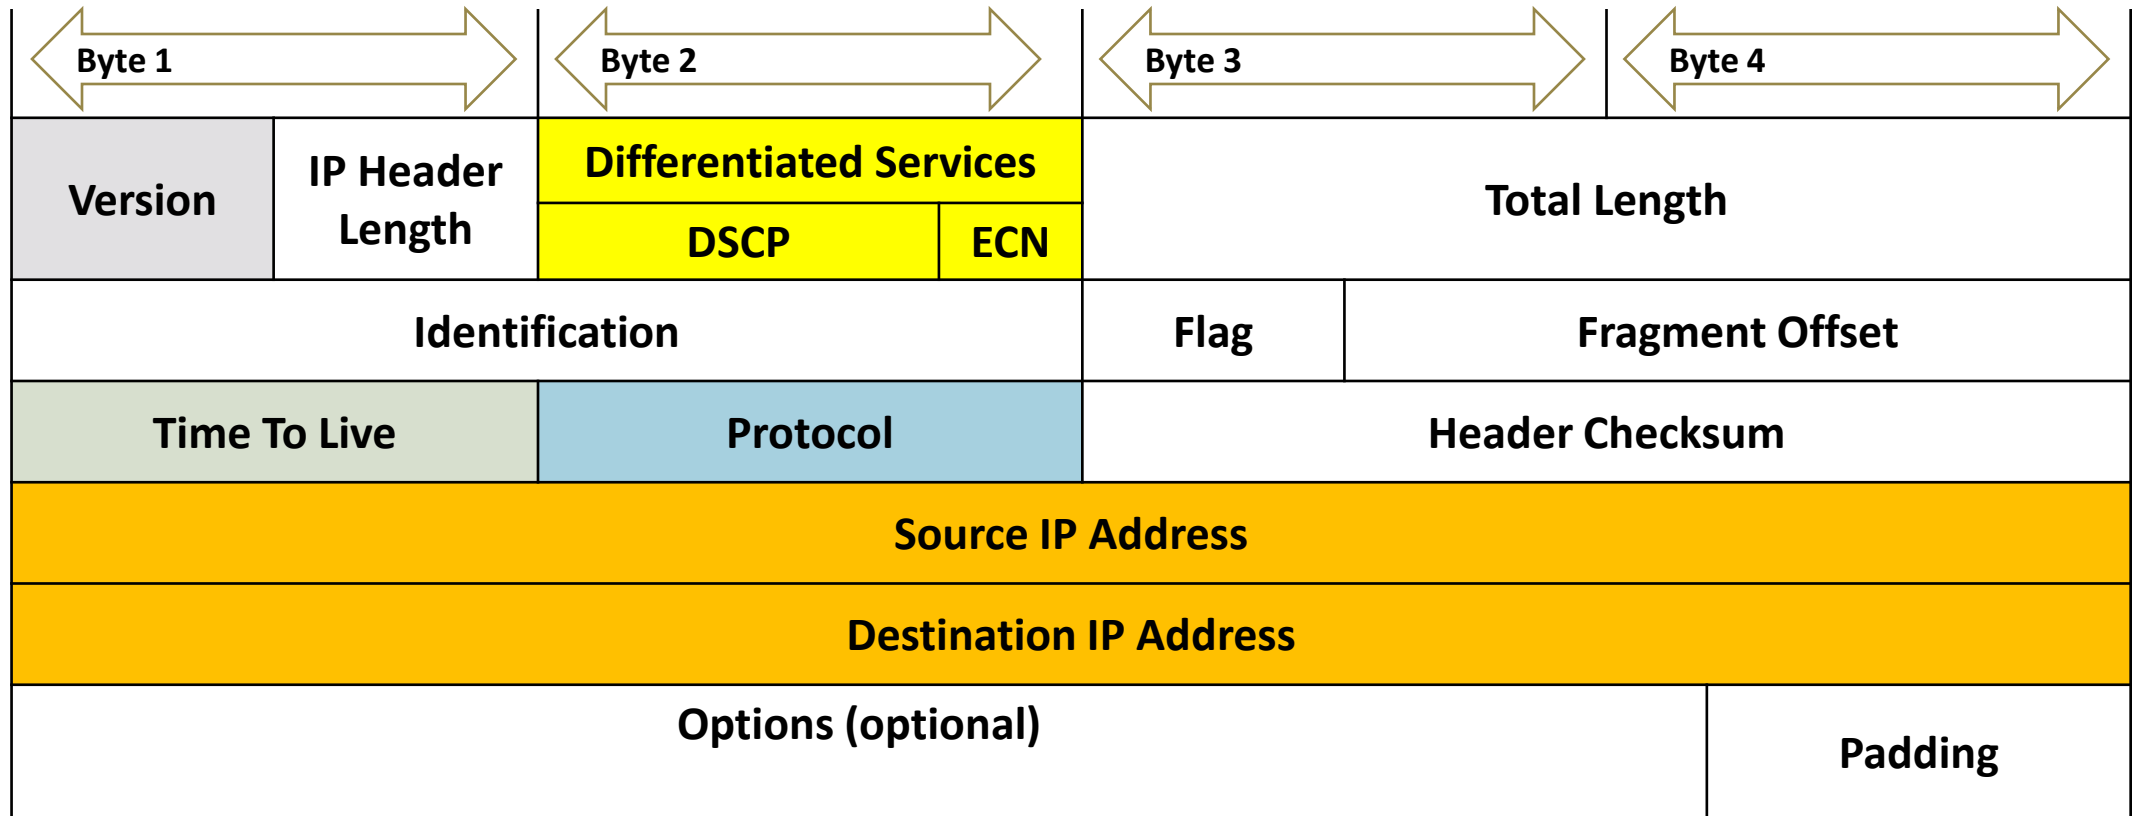 Byte 1
Byte 2
Byte 3
Byte 4
Version
IP Header
Length
Differentiated Services
DSCP
ECN
Total Length
Identification
Flag
Fragment Offset
Time To Live
Protocol
Header Checksum
Source IP Address
Destination IP Address
Options (optional)
Padding